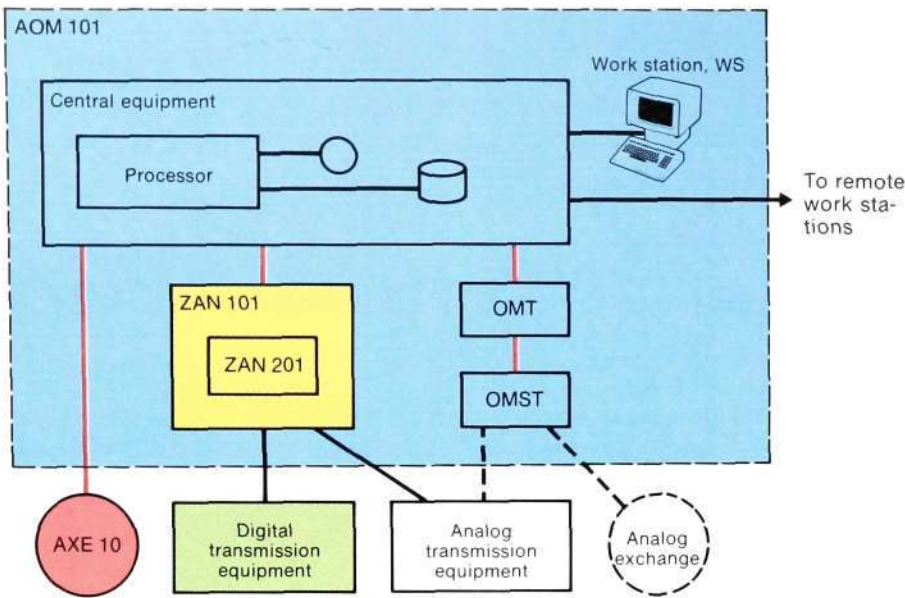 AOM 101
Work station, WS
Central equipment
Processor
To remote
work sta-
tions
ZAN 101
ZAN 201
OMT
OMST
AXE 10
Digital
transmission
equipment
Analog
transmission
equipment
Analog
exchange